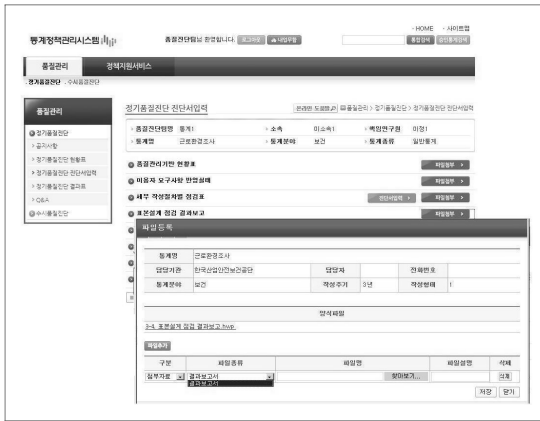 - HOME - 사이트맵
통계정책관리시스템
품질진단팀님 환영합니다. 로그아웃 내업무함 통합검색
품질관리 정책지원서비스
· 정기품질진단 · 수시품질진단
품질관리
정기품질진단
> 공지사항
> 정기품질진단 현황표
> 정기품질진단 진단서입력
> 정기품질진단 결과표
> Q&A
수시품질진단
정기품질진단 진단서입력
온라인 도움말 품질관리 > 정기품질진단 > 정기품질진단 진단서입력
· 품질진단팀명 통계1 · 소속 미소속1 · 책임연구원 미정1
· 통계명 근로환경조사 · 통계분야 보건 · 통계종류 일반통계
품질관리기반 현황표 파일첨부 >
이용자 요구사항 반영실태 파일첨부 >
세부 작성절차별 점검표 진단서입력 > 파일첨부 >
표본설계 점검 결과보고 파일첨부 >
파일등록
통계명 근로환경조사
담당기관 한국산업안전보건공단 담당자 전화번호
통계분야 보건 작성주기 3년 작성형태 1
양식파일
3-4. 표본설계 점검 결과보고.hwp
파일추가
구분 파일종류 파일명 파일설명 삭제
첨부자료 결과보고서 찾아보기... 삭제
결과보고서
저장 닫기